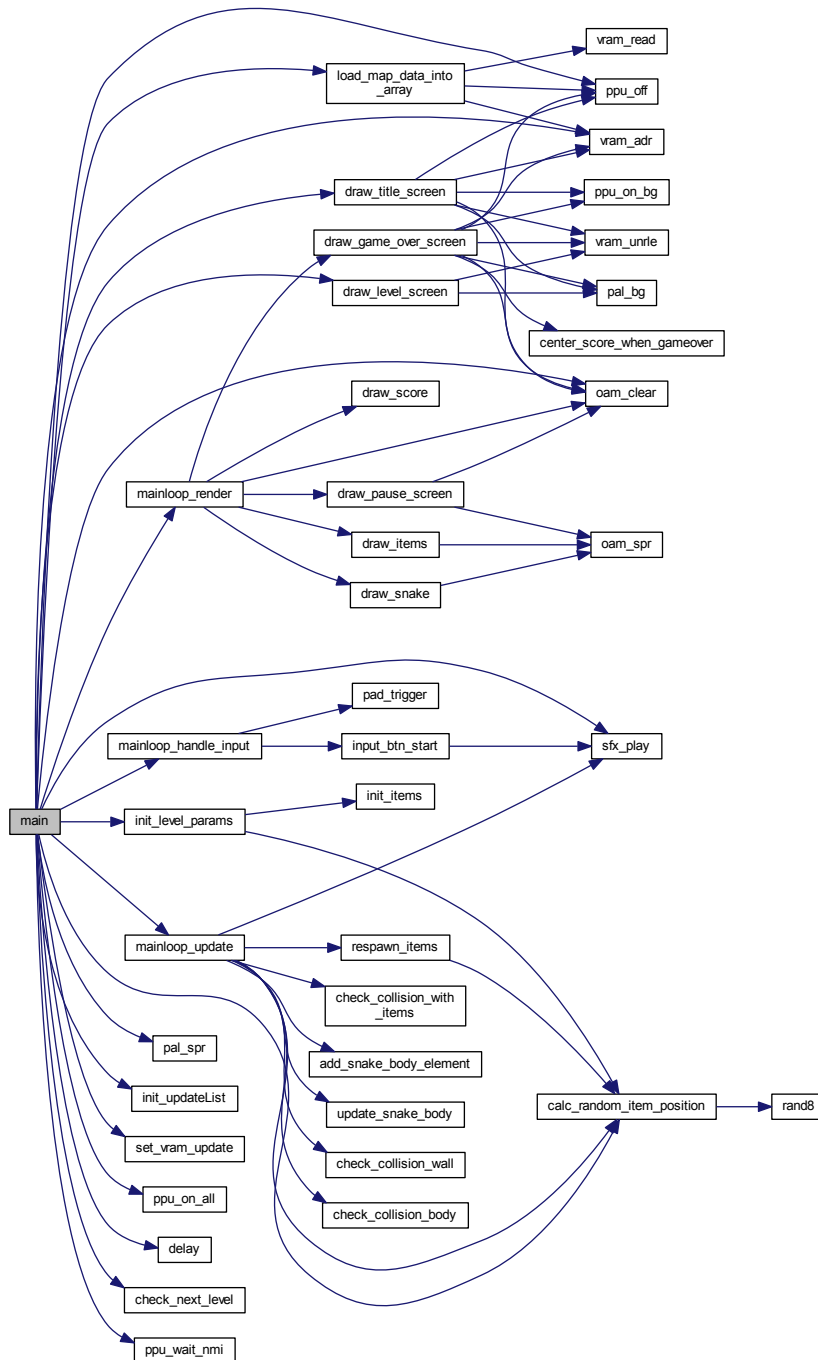 vram_read
load_map_data_into
_array
ppu_off
vram_adr
draw_title_screen
ppu_on_bg
draw_game_over_screen
vram_unrle
draw_level_screen
pal_bg
center_score_when_gameover
draw_score
oam_clear
mainloop_render
draw_pause_screen
draw_items
oam_spr
draw_snake
pad_trigger
mainloop_handle_input
input_btn_start
sfx_play
init_items
main
init_level_params
mainloop_update
respawn_items
check_collision_with
_items
pal_spr
add_snake_body_element
init_updateList
update_snake_body
calc_random_item_position
rand8
set_vram_update
check_collision_wall
ppu_on_all
check_collision_body
delay
check_next_level
ppu_wait_nmi